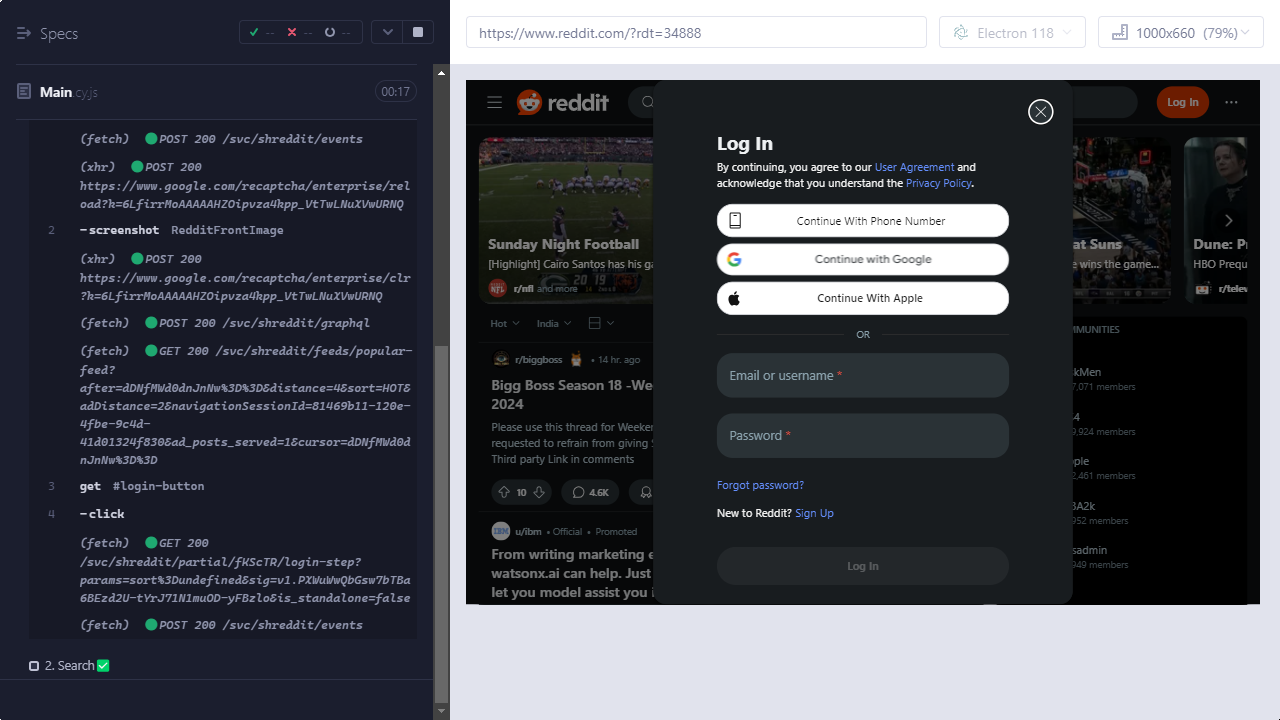 Specs
--
--
--
Main cy.js
00:17
(fetch) POST 200 /svc/shreddit/events
(xhr) POST 200
https://www.google.com/recaptcha/enterprise/rel
oad?k=6LfirrMoAAAAAHZOipvza4kpp_VtTwLNuXVwURNQ
2 -screenshot RedditFrontImage
(xhr) POST 200
https://www.google.com/recaptcha/enterprise/clr
?k=6LfirrMoAAAAAHZOipvza4kpp_VtTwLNuXVwURNQ
(fetch) POST 200 /svc/shreddit/graphql
(fetch) GET 200 /svc/shreddit/feeds/popular-
feed?
after=dDNfMWd0dnJnNw%3D%3D&distance=4&sort=HOT&
adDistance=2&navigationSessionId=81469b11-120e-
4fbe-9c4d-
41d01324f830&ad_posts_served=1&cursor=dDNfMWd0d
nJnNw%3D%3D
3 get #login-button
4 -click
(fetch) GET 200
/svc/shreddit/partial/fKScTR/login-step?
params=sort%3Dundefined&sig=v1.PXWuWwQbGsw7bTBa
6BEzd2U-tYrJ71N1muOD-yFBzlo&is_standalone=false
(fetch) POST 200 /svc/shreddit/events
2. Search
https://www.reddit.com/?rdt=34888
Electron 118
1000x660 (79%)
reddit
Log In
Sunday Night Football
[Highlight] Cairo Santos has his ga
r/nfl and more
at Suns
e wins the game...
Dune: Pr
HBO Prequ
r/telev
Hot
India
r/biggboss • 14 hr. ago
Bigg Boss Season 18 -Wee
2024
Please use this thread for Weeker
requested to refrain from giving S
Third party Link in comments
10
4.6K
u/ibm • Official • Promoted
From writing marketing e
watsonx.ai can help. Just
let you model assist you i
Log In
By continuing, you agree to our User Agreement and
acknowledge that you understand the Privacy Policy.
Continue With Phone Number
Continue with Google
Continue With Apple
OR
Email or username *
Password *
Forgot password?
New to Reddit? Sign Up
Log In
MUNITIES
skMen
7,071 members
4
9,924 members
ple
2,461 members
3A2k
952 members
sadmin
949 members